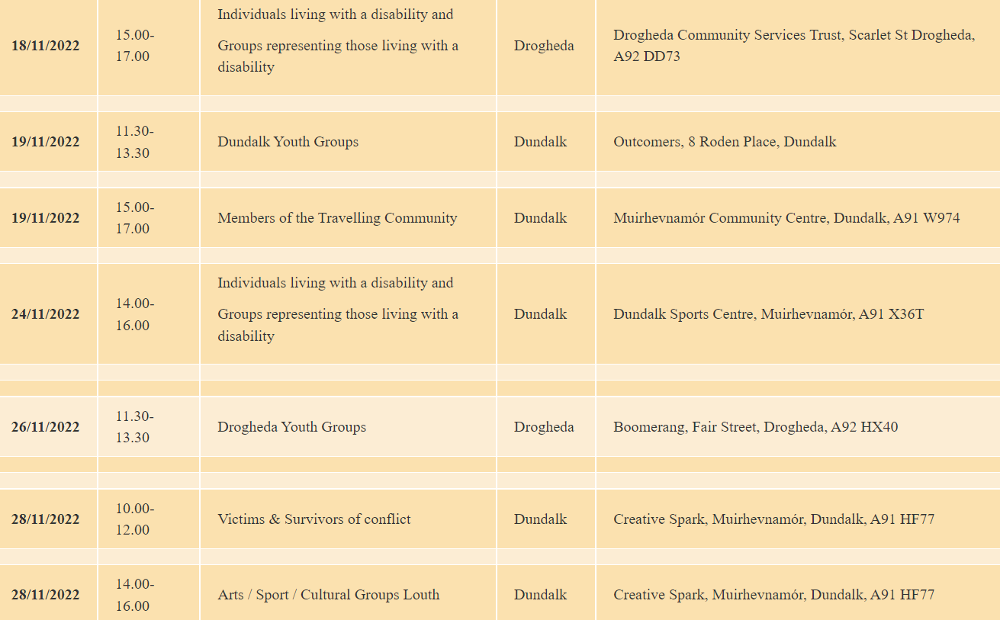 Individuals living with a disability and
18/11/2022
15.00-
17.00
Groups representing those living with a
disability
Drogheda
Drogheda Community Services Trust, Scarlet St Drogheda,
A92 DD73
19/11/2022
11.30-
13.30
Dundalk Youth Groups
Dundalk
Outcomers, 8 Roden Place, Dundalk
19/11/2022
15.00-
17.00
Members of the Travelling Community
Dundalk
Muirhevnamór Community Centre, Dundalk, A91 W974
24/11/2022
14.00-
16.00
Individuals living with a disability and
Groups representing those living with a
disability
Dundalk
Dundalk Sports Centre, Muirhevnamór, A91 X36T
26/11/2022
11.30-
13.30
Drogheda Youth Groups
Drogheda
Boomerang, Fair Street, Drogheda, A92 HX40
28/11/2022
10.00-
12.00
Victims & Survivors of conflict
Dundalk
Creative Spark, Muirhevnamór, Dundalk, A91 HF77
28/11/2022
14.00-
16.00
Arts / Sport / Cultural Groups Louth
Dundalk
Creative Spark, Muirhevnamór, Dundalk, A91 HF77